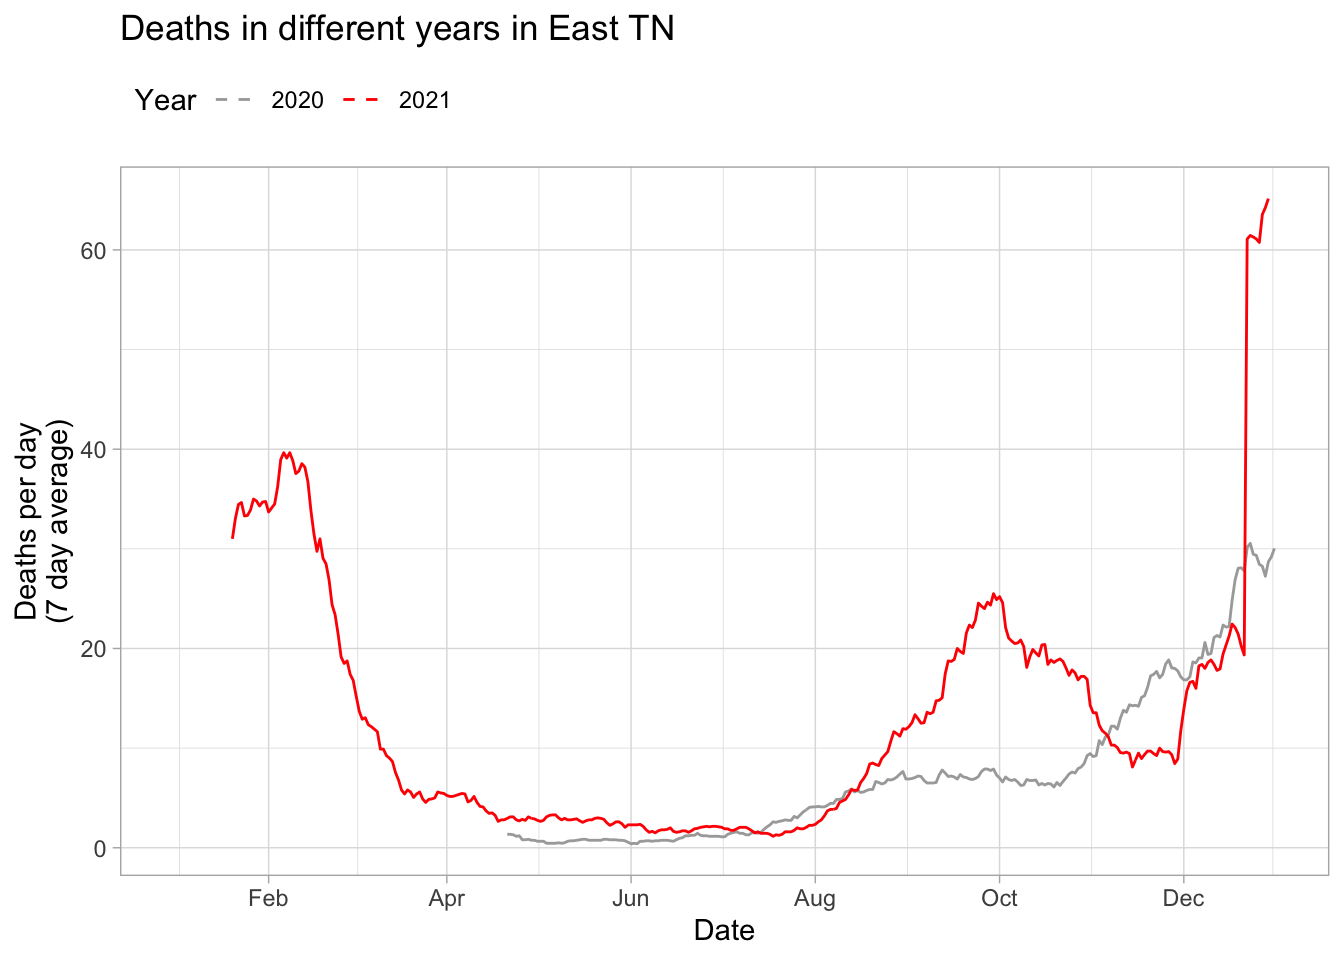 Deaths in different years in East TN
Year 2020 2021
60
40
20
0
Deaths per day
(7 day average)
Feb Apr Jun Aug Oct Dec
Date